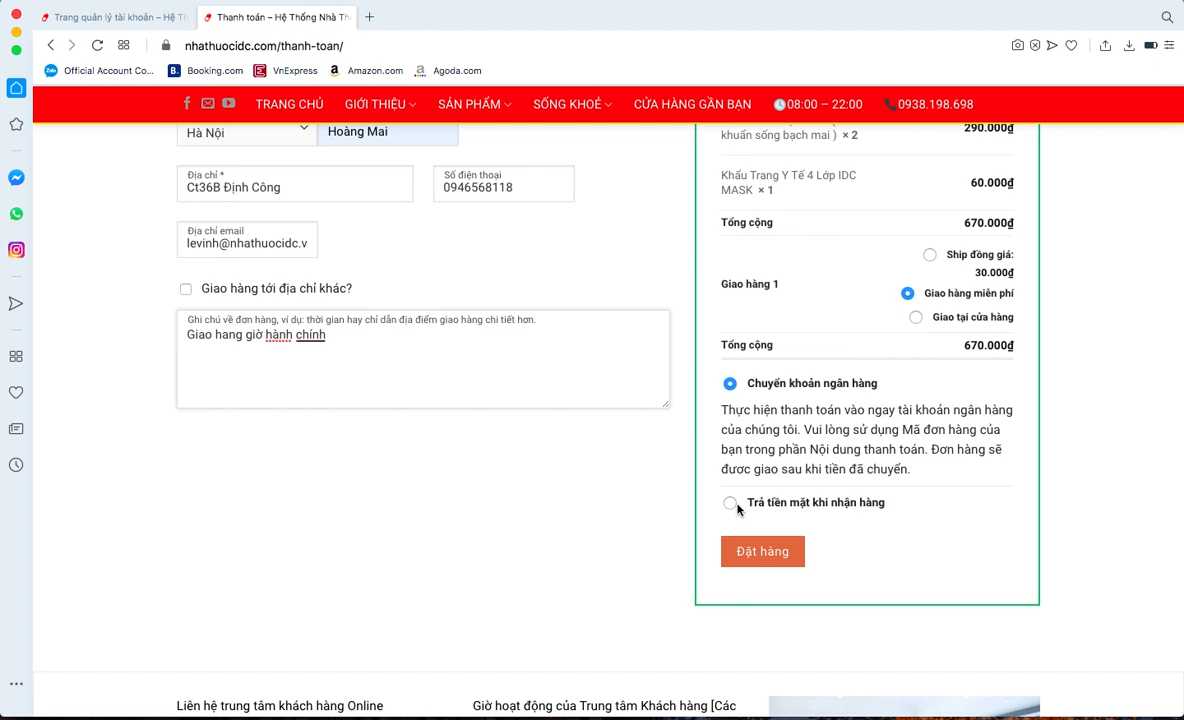 Trang quản lý tài khoản – Hệ Th
Thanh toán – Hệ Thống Nhà Th
nhathuocidc.com/thanh-toan/
Official Account Co...
Booking.com
VnExpress
Amazon.com
Agoda.com
TRANG CHỦ
GIỚI THIỆU
SẢN PHẨM
SỐNG KHOẺ
CỬA HÀNG GẦN BẠN
08:00 – 22:00
0938.198.698
Hà Nội
Hoàng Mai
Địa chỉ *
Ct36B Định Công
Số điện thoại
0946568118
Địa chỉ email
levinh@nhathuocidc.v
Giao hàng tới địa chỉ khác?
Ghi chú về đơn hàng, ví dụ: thời gian hay chỉ dẫn địa điểm giao hàng chi tiết hơn.
Giao hang giờ hành chính
khuẩn sống bạch mai ) × 2
290.000₫
Khẩu Trang Y Tế 4 Lớp IDC
MASK × 1
60.000₫
Tổng cộng
670.000₫
Giao hàng 1
Ship đồng giá:
30.000₫
Giao hàng miễn phí
Giao tại cửa hàng
Tổng cộng
670.000₫
Chuyển khoản ngân hàng
Thực hiện thanh toán vào ngay tài khoản ngân hàng
của chúng tôi. Vui lòng sử dụng Mã đơn hàng của
bạn trong phần Nội dung thanh toán. Đơn hàng sẽ
đươc giao sau khi tiền đã chuyển.
Trả tiền mặt khi nhận hàng
Đặt hàng
Liên hệ trung tâm khách hàng Online
Giờ hoạt động của Trung tâm Khách hàng [Các